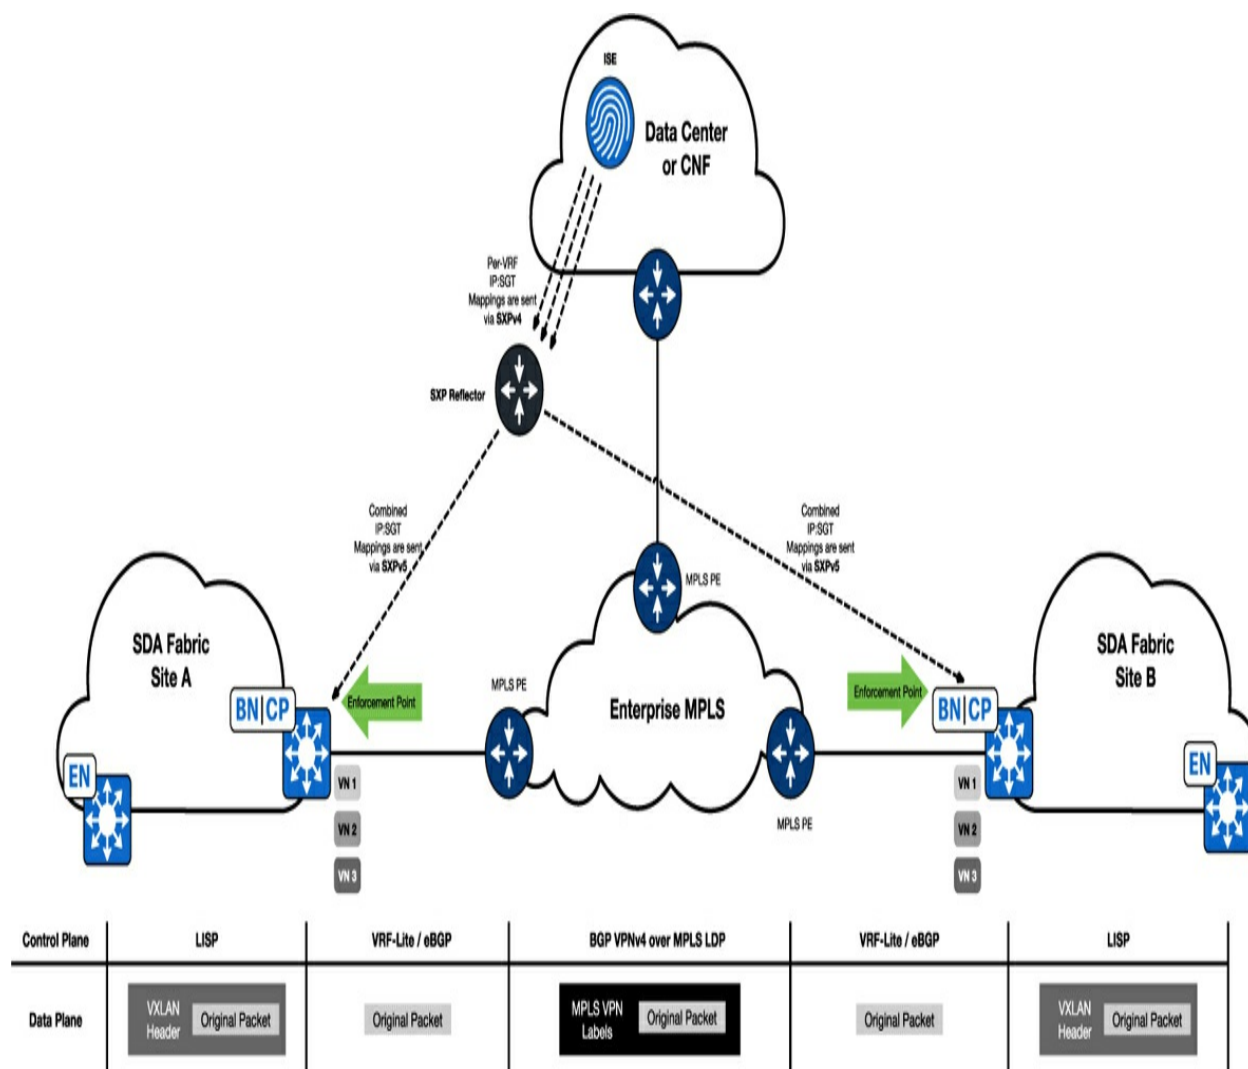 ISE
Data Center
or CNF
Per-VRF
IP:SGT
Mappings are sent
via SXPv4
SXP Reflector
Combined
IP:SGT
Mappings are sent
via SXPv5
Combined
IP:SGT
Mappings are sent
via SXPv5
MPLS PE
SDA Fabric
Site A
BN|CP
Enforcement Point
MPLS PE
Enterprise MPLS
Enforcement Point
BN|CP
SDA Fabric
Site B
EN
EN
MPLS PE
VN 1
VN 2
VN 3
VN 1
VN 2
VN 3
Control Plane
LISP
VRF-Lite / eBGP
BGP VPNv4 over MPLS LDP
VRF-Lite / eBGP
LISP
Data Plane
VXLAN
Header
Original Packet
Original Packet
MPLS VPN
Labels
Original Packet
Original Packet
VXLAN
Header
Original Packet